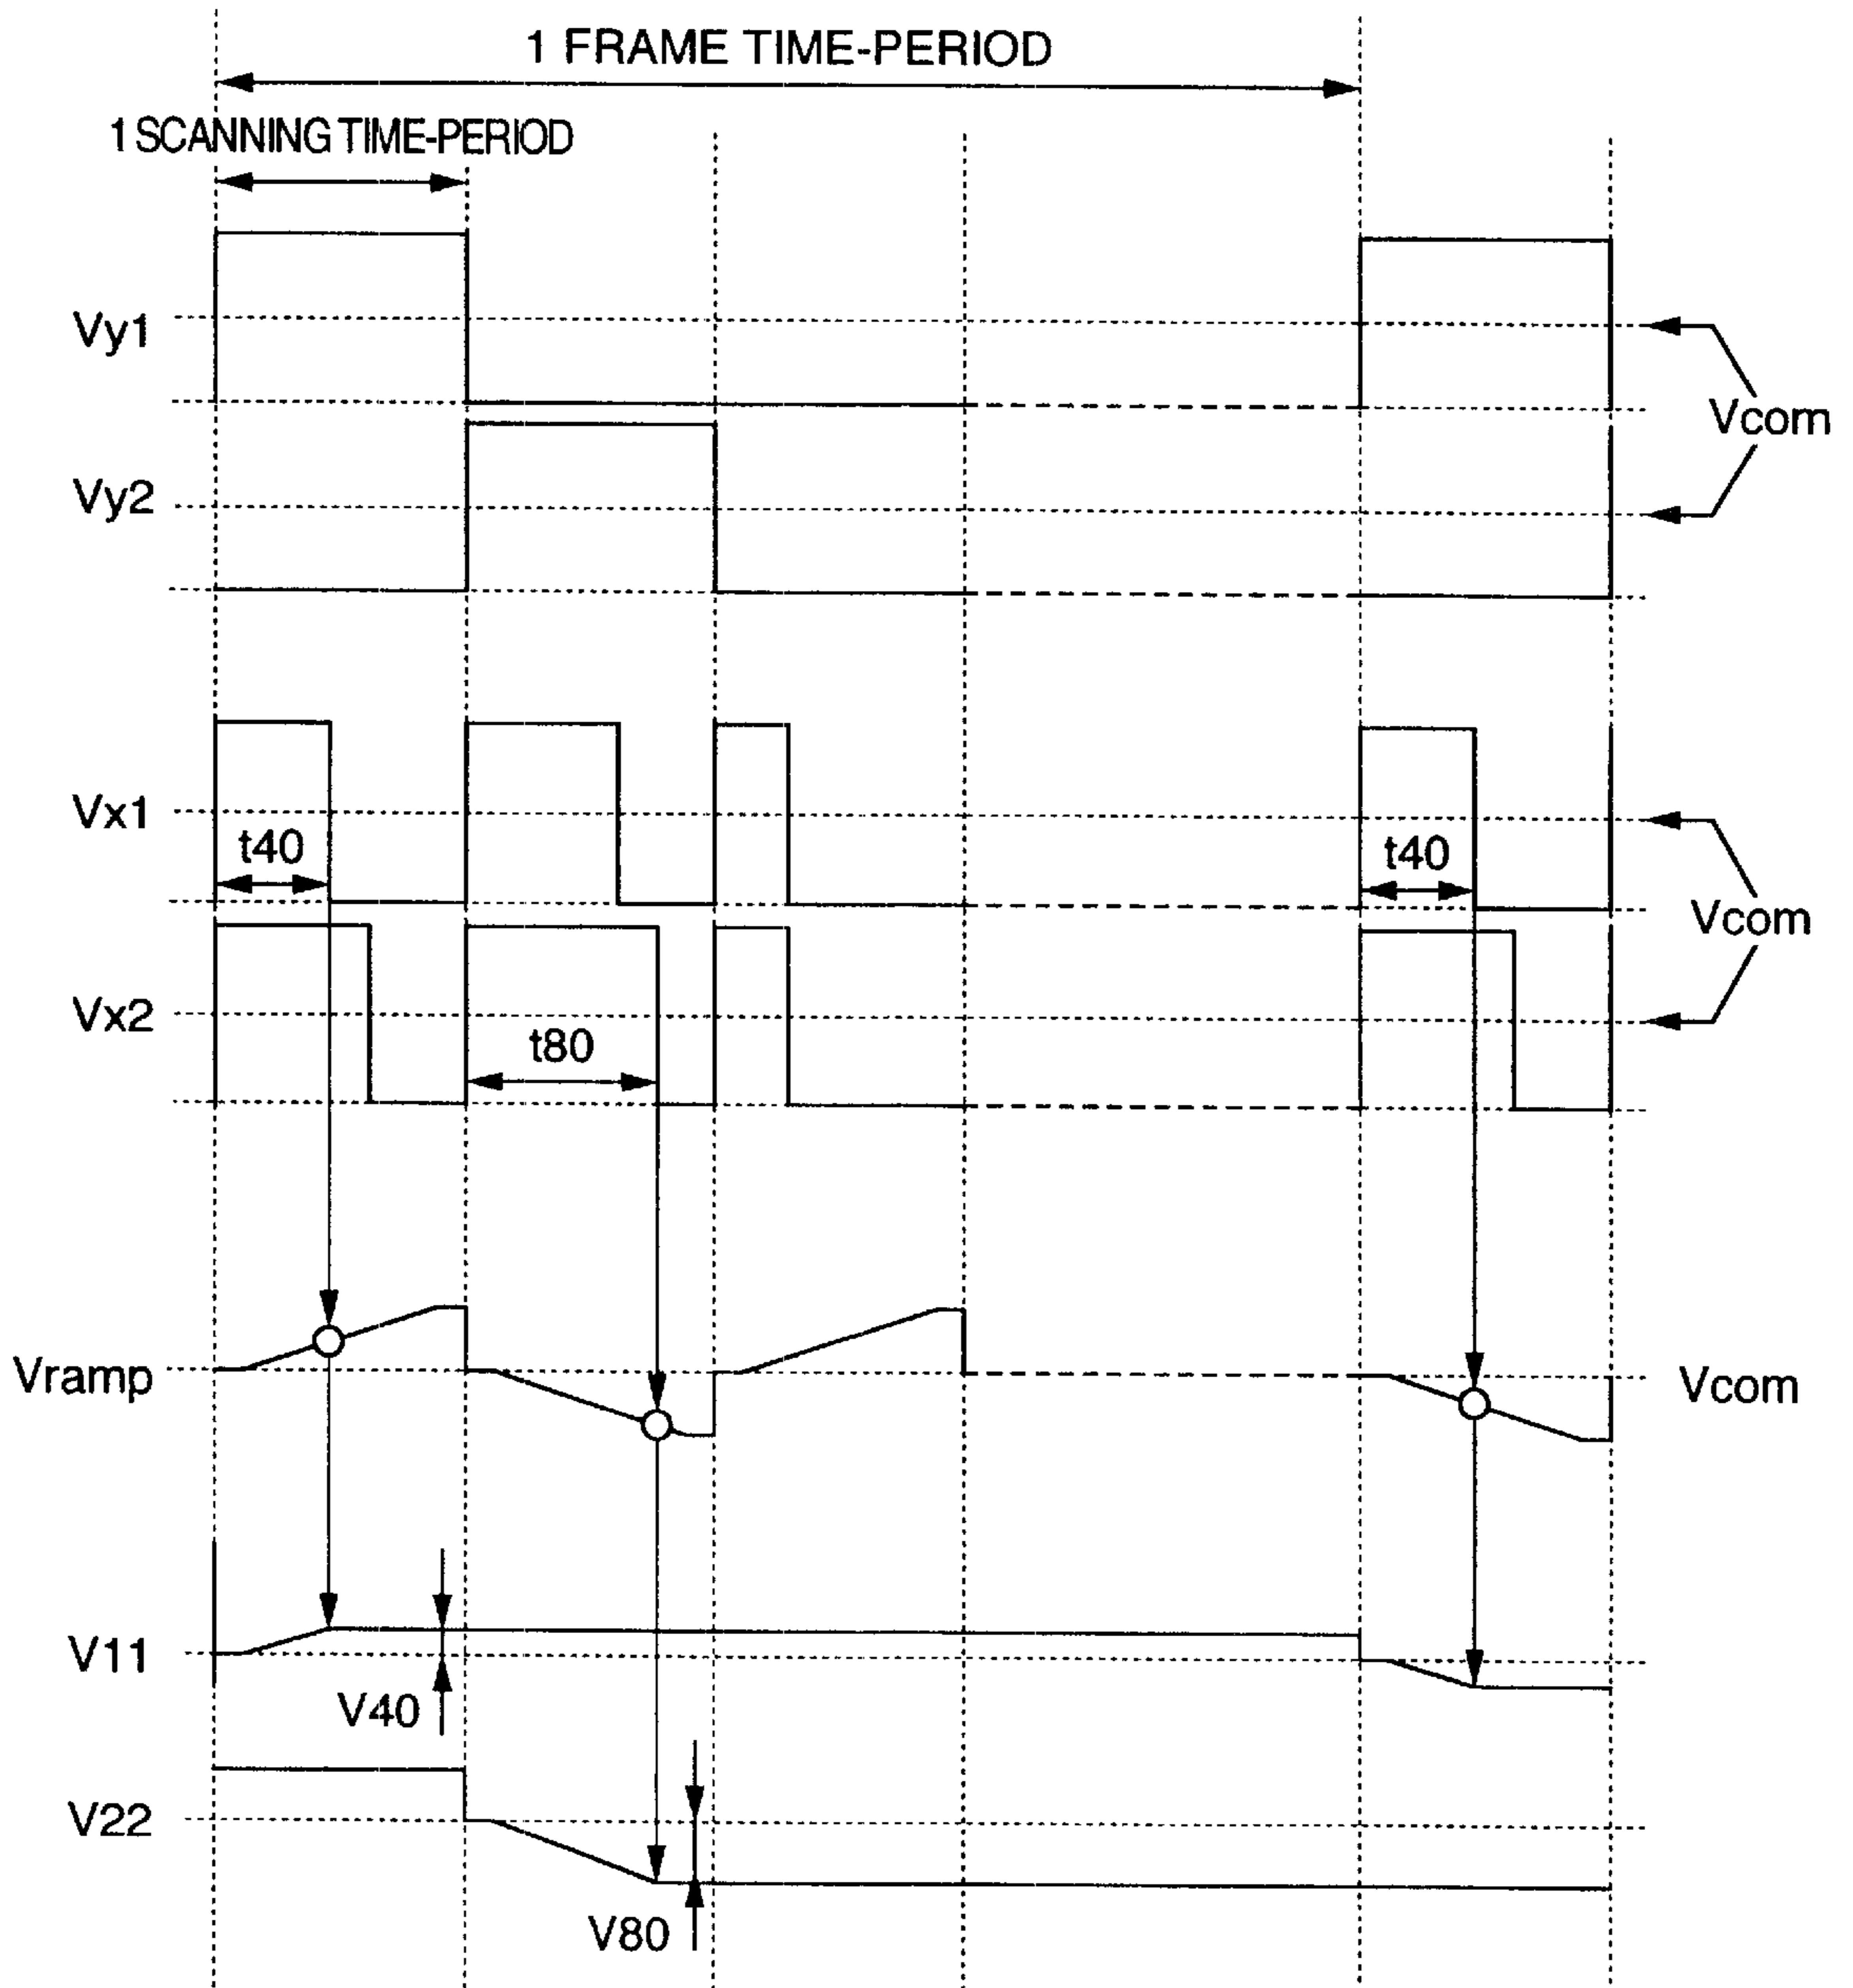 1 FRAME TIME-PERIOD
1 SCANNING TIME-PERIOD
Vy1
Vcom
Vy2
Vx1
t40
t40
Vcom
Vx2
t80
Vramp
Vcom
V11
V40
V22
V80